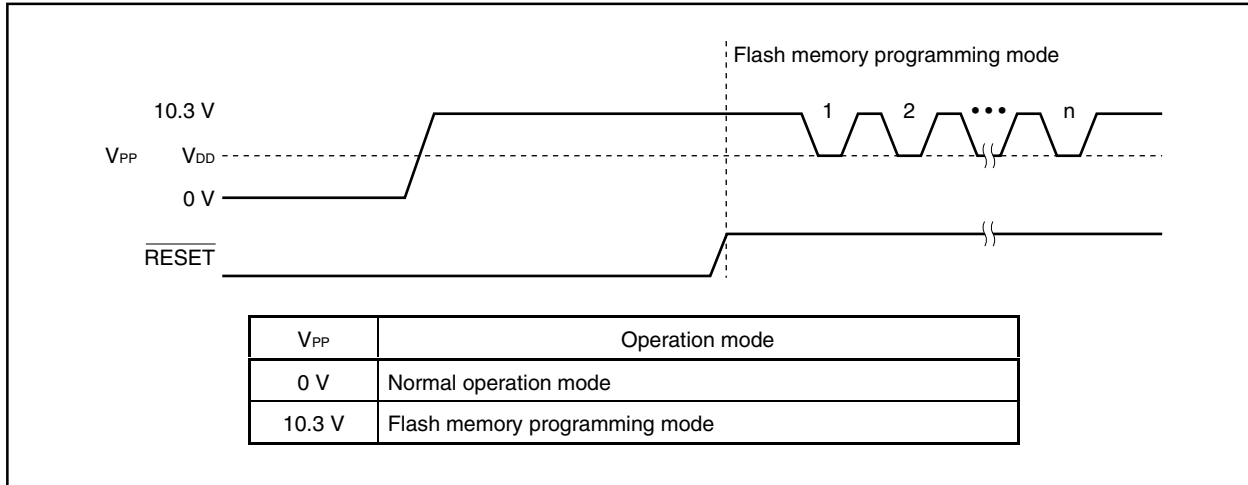 Flash memory programming mode
10.3 V
1 2 ••• n
VPP VDD
0 V
RESET
VPP Operation mode
0 V Normal operation mode
10.3 V Flash memory programming mode